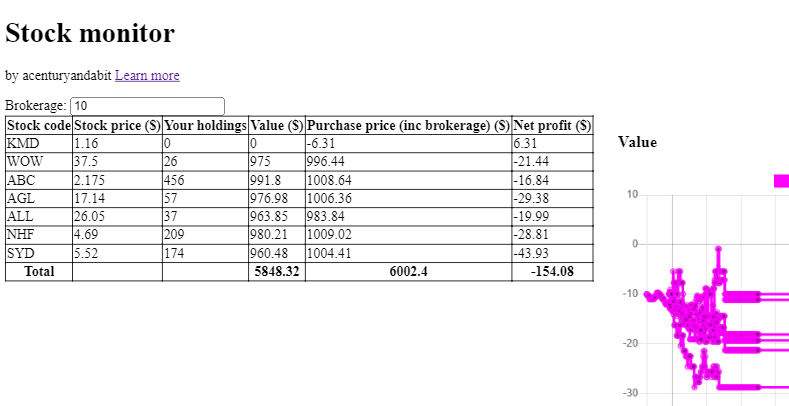 Stock monitor
by acenturyandabit Learn more
Brokerage: 10
Stock code Stock price ($) Your holdings Value ($) Purchase price (inc brokerage) ($) Net profit ($)
KMD 1.16 0 0 -6.31 6.31
WOW 37.5 26 975 996.44 -21.44
ABC 2.175 456 991.8 1008.64 -16.84
AGL 17.14 57 976.98 1006.36 -29.38
ALL 26.05 37 963.85 983.84 -19.99
NHF 4.69 209 980.21 1009.02 -28.81
SYD 5.52 174 960.48 1004.41 -43.93
Total 5848.32 6002.4 -154.08
Value
10
0
-10
-20
-30